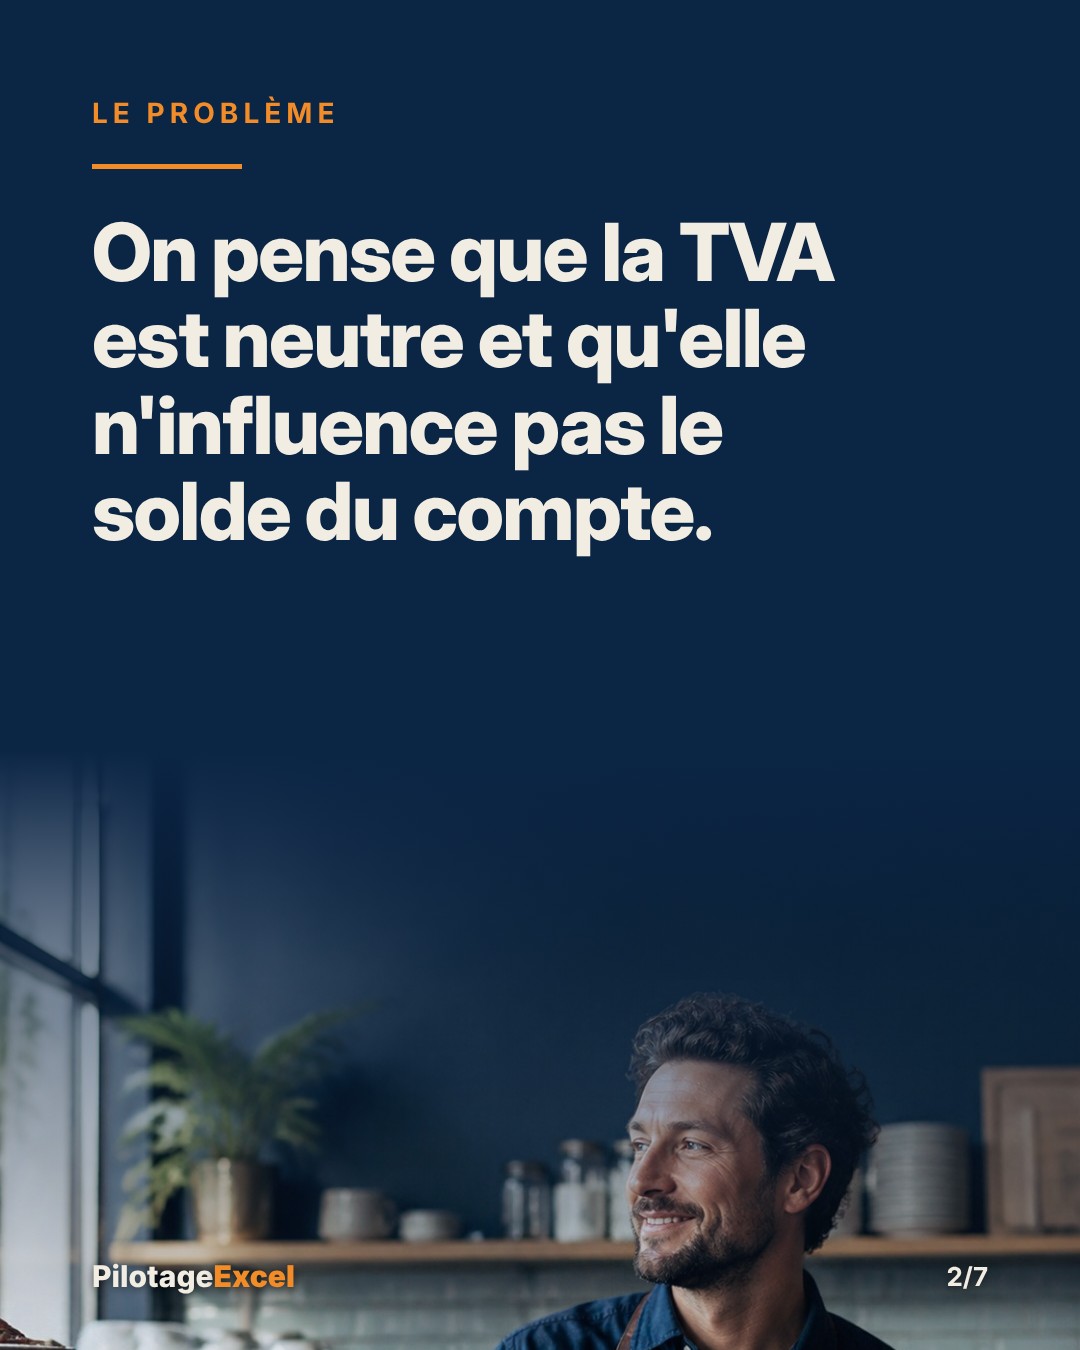 LE PROBLÈME
On pense que la TVA
est neutre et qu'elle
n'influence pas le
solde du compte.
PilotageExcel
2/7